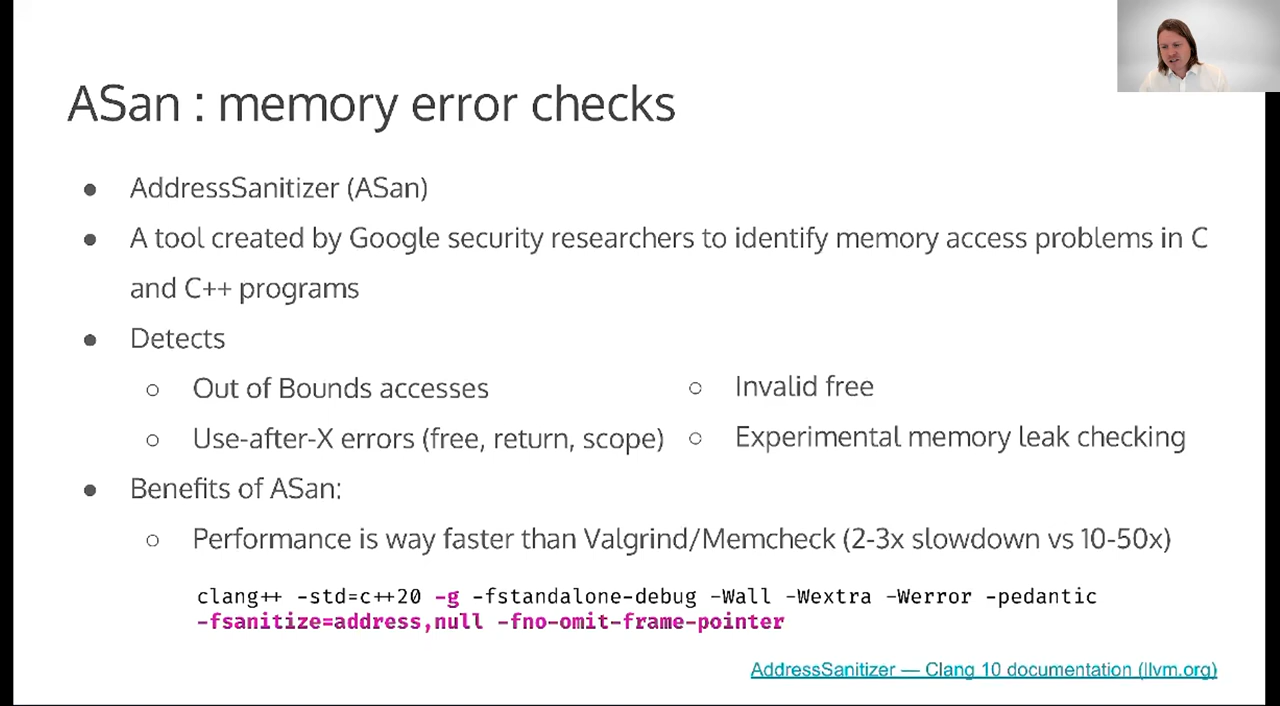 ASan : memory error checks
● AddressSanitizer (ASan)
● A tool created by Google security researchers to identify memory access problems in C
and C++ programs
● Detects
○ Out of Bounds accesses
○ Use-after-X errors (free, return, scope)
○ Invalid free
○ Experimental memory leak checking
● Benefits of ASan:
○ Performance is way faster than Valgrind/Memcheck (2-3x slowdown vs 10-50x)
clang++ -std=c++20 -g -fstandalone-debug -Wall -Wextra -Werror -pedantic
-fsanitize=address,null -fno-omit-frame-pointer
AddressSanitizer — Clang 10 documentation (llvm.org)